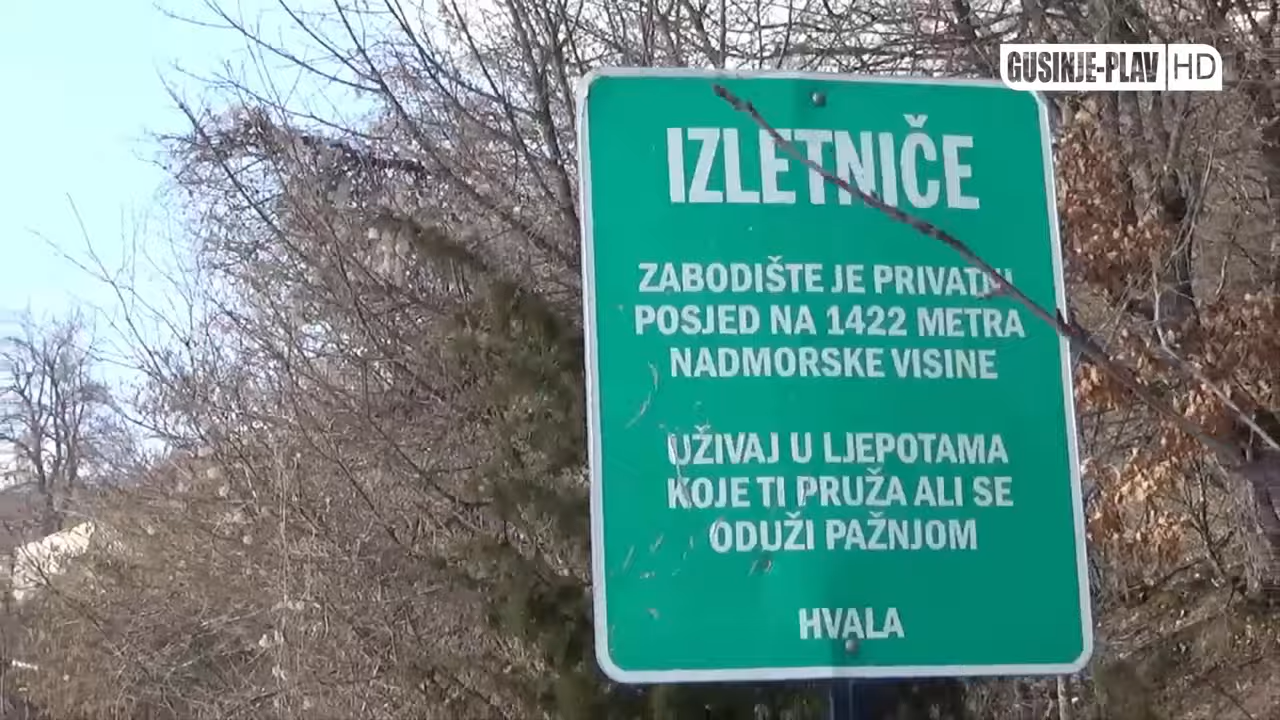 GUSINJE-PLAV HD
IZLETNIČE
ZABODIŠTE JE PRIVATNI
POSJED NA 1422 METRA
NADMORSKE VISINE
UŽIVAJ U LJEPOTAMA
KOJE TI PRUŽA ALI SE
ODUŽI PAŽNJOM
HVALA